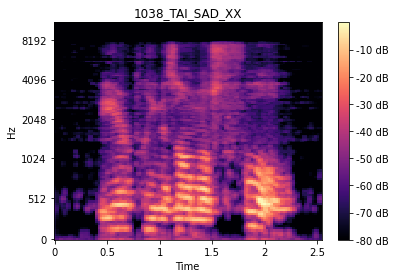 1038_TAI_SAD_XX
8192
4096
2048
1024
512
0
Hz
0
0.5
1
1.5
2
2.5
Time
-10 dB
-20 dB
-30 dB
-40 dB
-50 dB
-60 dB
-70 dB
-80 dB